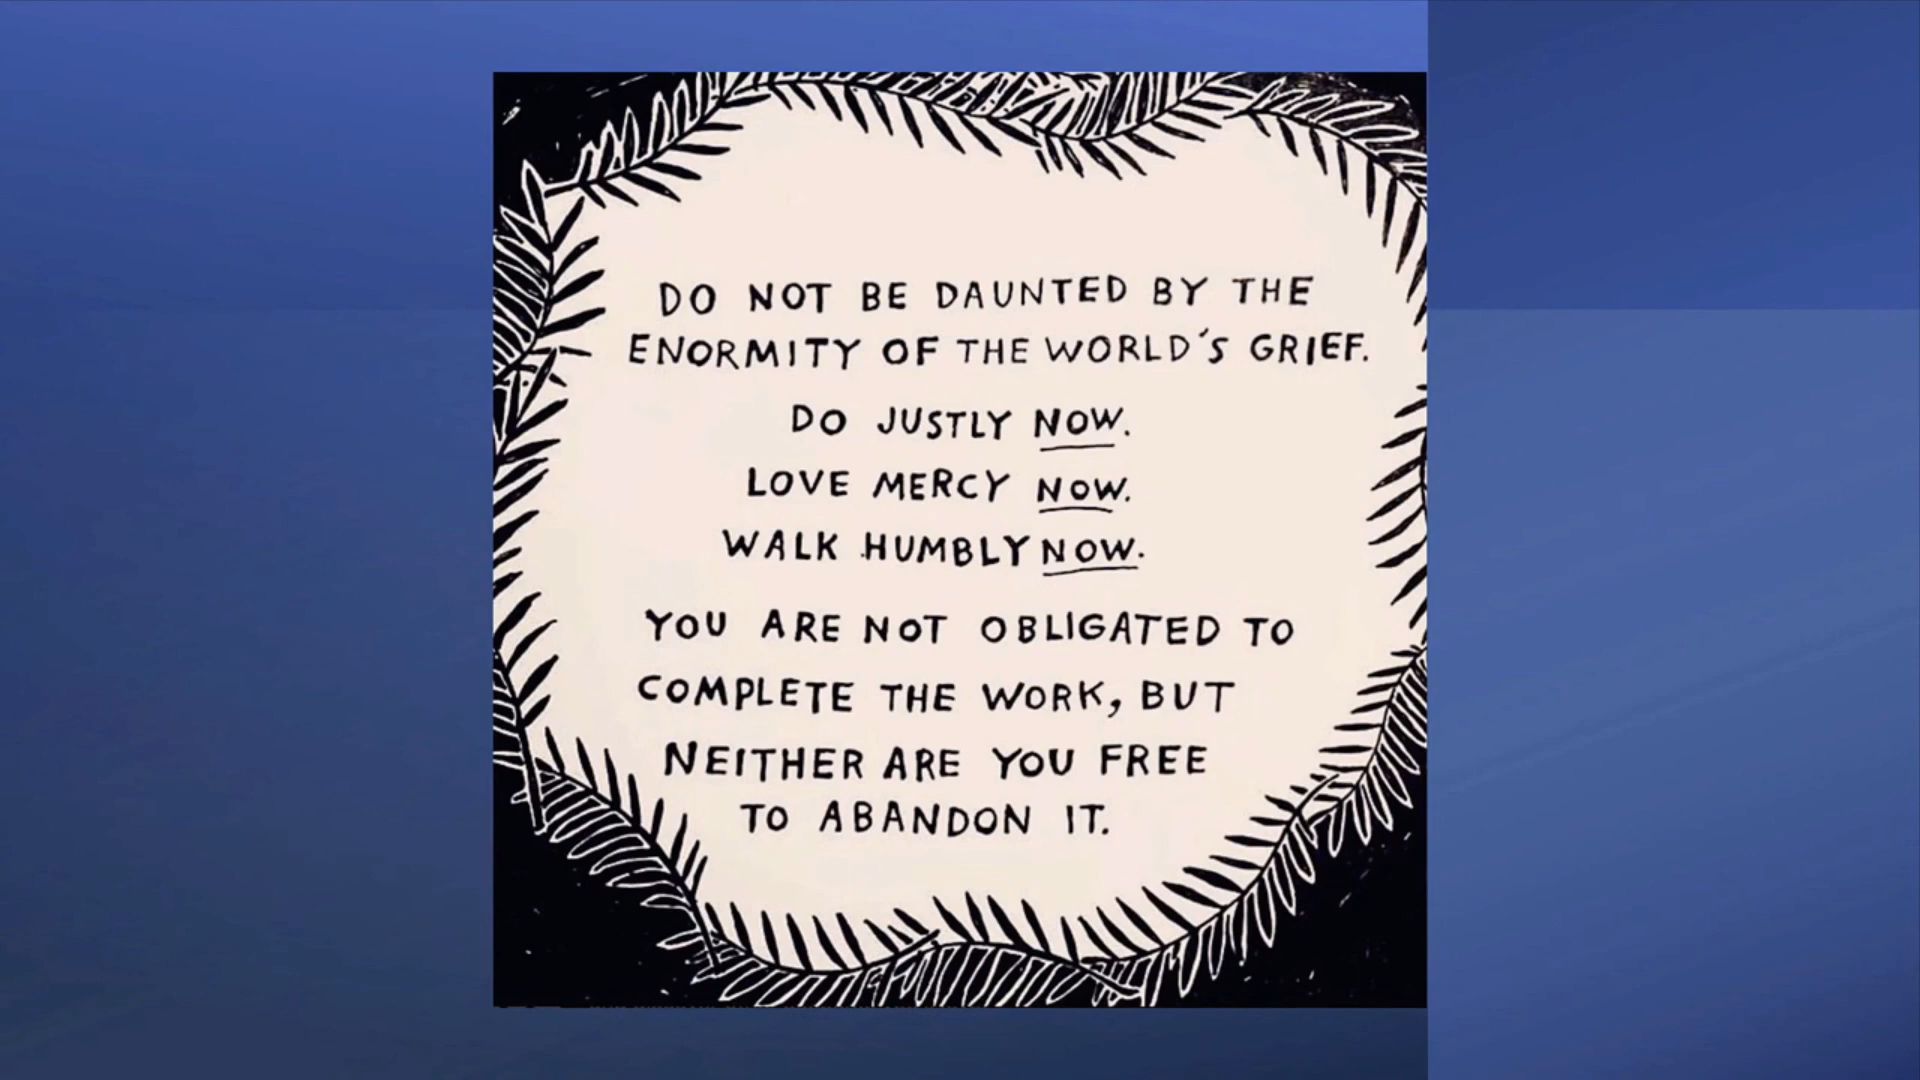 DO NOT BE DAUNTED BY THE
ENORMITY OF THE WORLD'S GRIEF.
DO JUSTLY NOW.
LOVE MERCY NOW.
WALK HUMBLY NOW.
YOU ARE NOT OBLIGATED TO
COMPLETE THE WORK, BUT
NEITHER ARE YOU FREE
TO ABANDON IT.